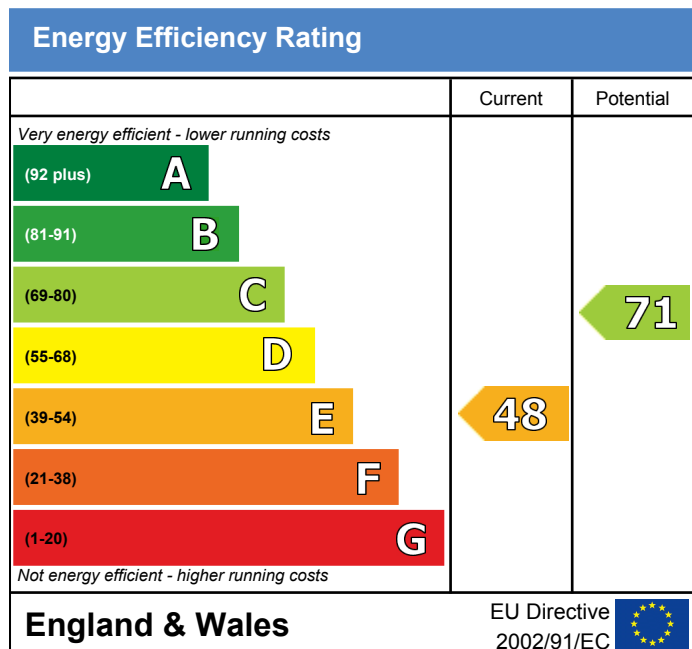 Energy Efficiency Rating
Current Potential
Very energy efficient - lower running costs
(92 plus) A
(81-91) B
(69-80) C
71
(55-68) D
(39-54) E
48
(21-38) F
(1-20) G
Not energy efficient - higher running costs
England & Wales
EU Directive
2002/91/EC